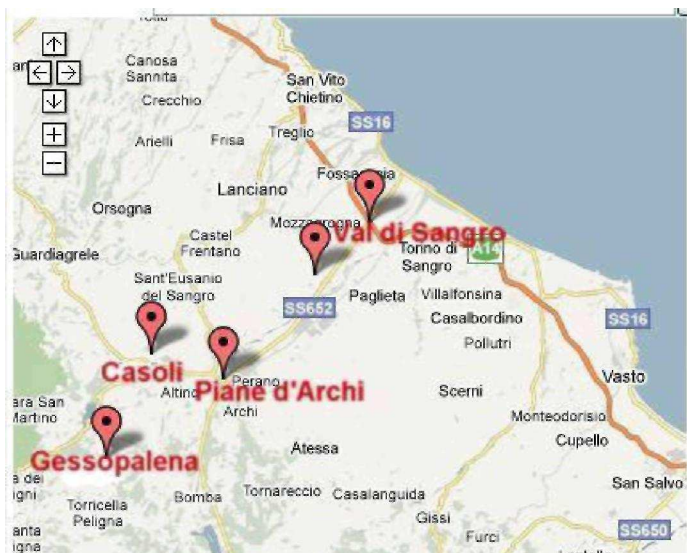 Canosa
Sannita
San Vito
Chietino
Crecchio
SS16
Arielli
Frisa
Treglio
Lanciano
Orsogna
Mozzagrogna
Val di Sangro
Castel
Frentano
Torino di
Sangro
A14
Guardiagrele
Sant'Eusanio
del Sangro
Paglieta
Villalfonsina
SS652
Casalbordino
SS16
Pollutri
Casoli
Vasto
Altino
Piane d'Archi
Perano
Archi
Scerni
ara San
Martino
Monteodorisio
Cupello
Gessopalena
Atessa
San Salvo
Torricella
Peligna
Bomba
Tornareccio
Casalanguida
Gissi
Furci
SS650